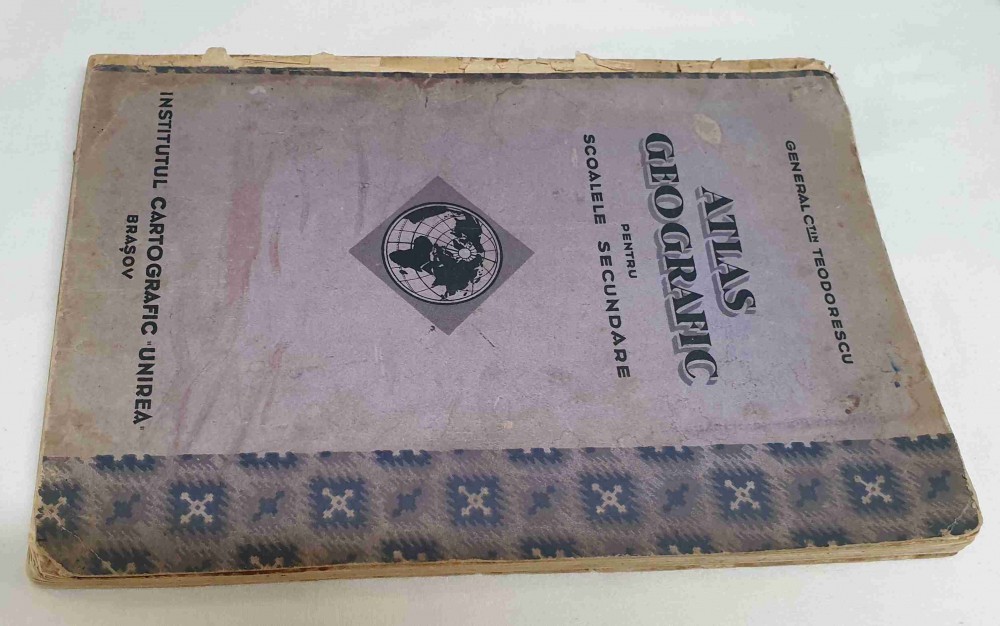 GENERAL CTIN TEODORESCU
ATLAS
GEOGRAFIC
PENTRU
SCOALELE SECUNDARE
INSTITUTUL CARTOGRAFIC "UNIREA"
BRAȘOV